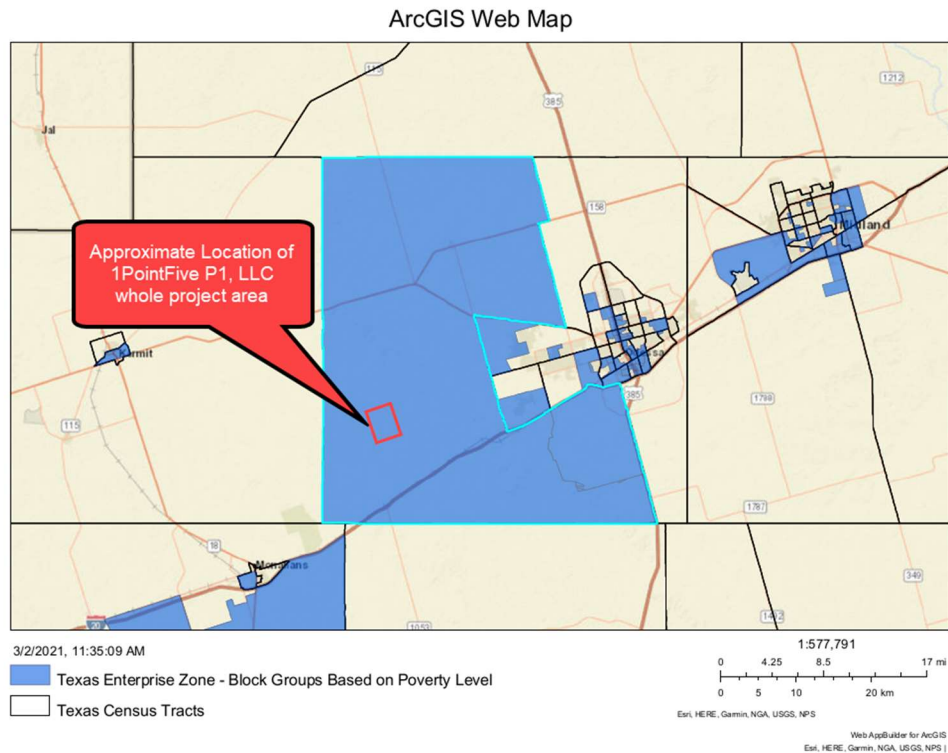 ArcGIS Web Map
115
1212
385
Jal
158
Midland
Approximate Location of
1PointFive P1, LLC
whole project area
Kermit
385
1788
115
1787
18
Monahans
20
349
1053
3/2/2021, 11:35:09 AM
Texas Enterprise Zone - Block Groups Based on Poverty Level
Texas Census Tracts
1:577,791
0 4.25 8.5 17 mi
0 5 10 20 km
Esri, HERE, Garmin, NGA, USGS, NPS
Web AppBuilder for ArcGIS
Esri, HERE, Garmin, NGA, USGS, NPS |